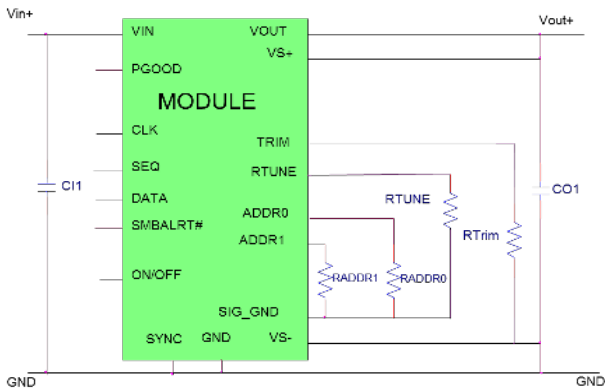 Vin+
Vout+
VIN
VOUT
VS+
PGOOD
MODULE
CLK
TRIM
SEQ
RTUNE
CI1
DATA
RTUNE
CO1
ADDR0
SMBALRT#
RTrim
ADDR1
ON/OFF
RADDR1
RADDR0
SIG_GND
SYNC
GND
VS-
GND
GND